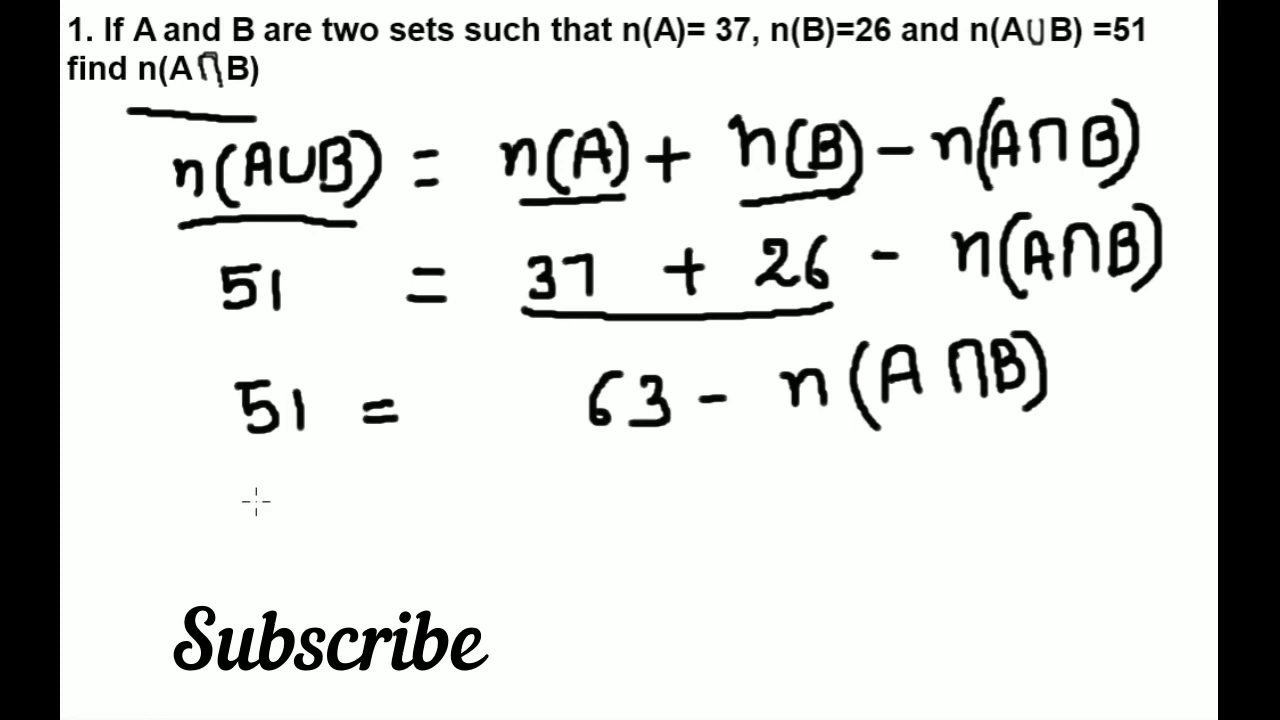 1. If A and B are two sets such that n(A)= 37, n(B)=26 and n(A∪B) =51
find n(A∩B)
n(A∪B) = n(A) + n(B) - n(A∩B)
51 = 37 + 26 - n(A∩B)
51 = 63 - n(A∩B)
Subscribe